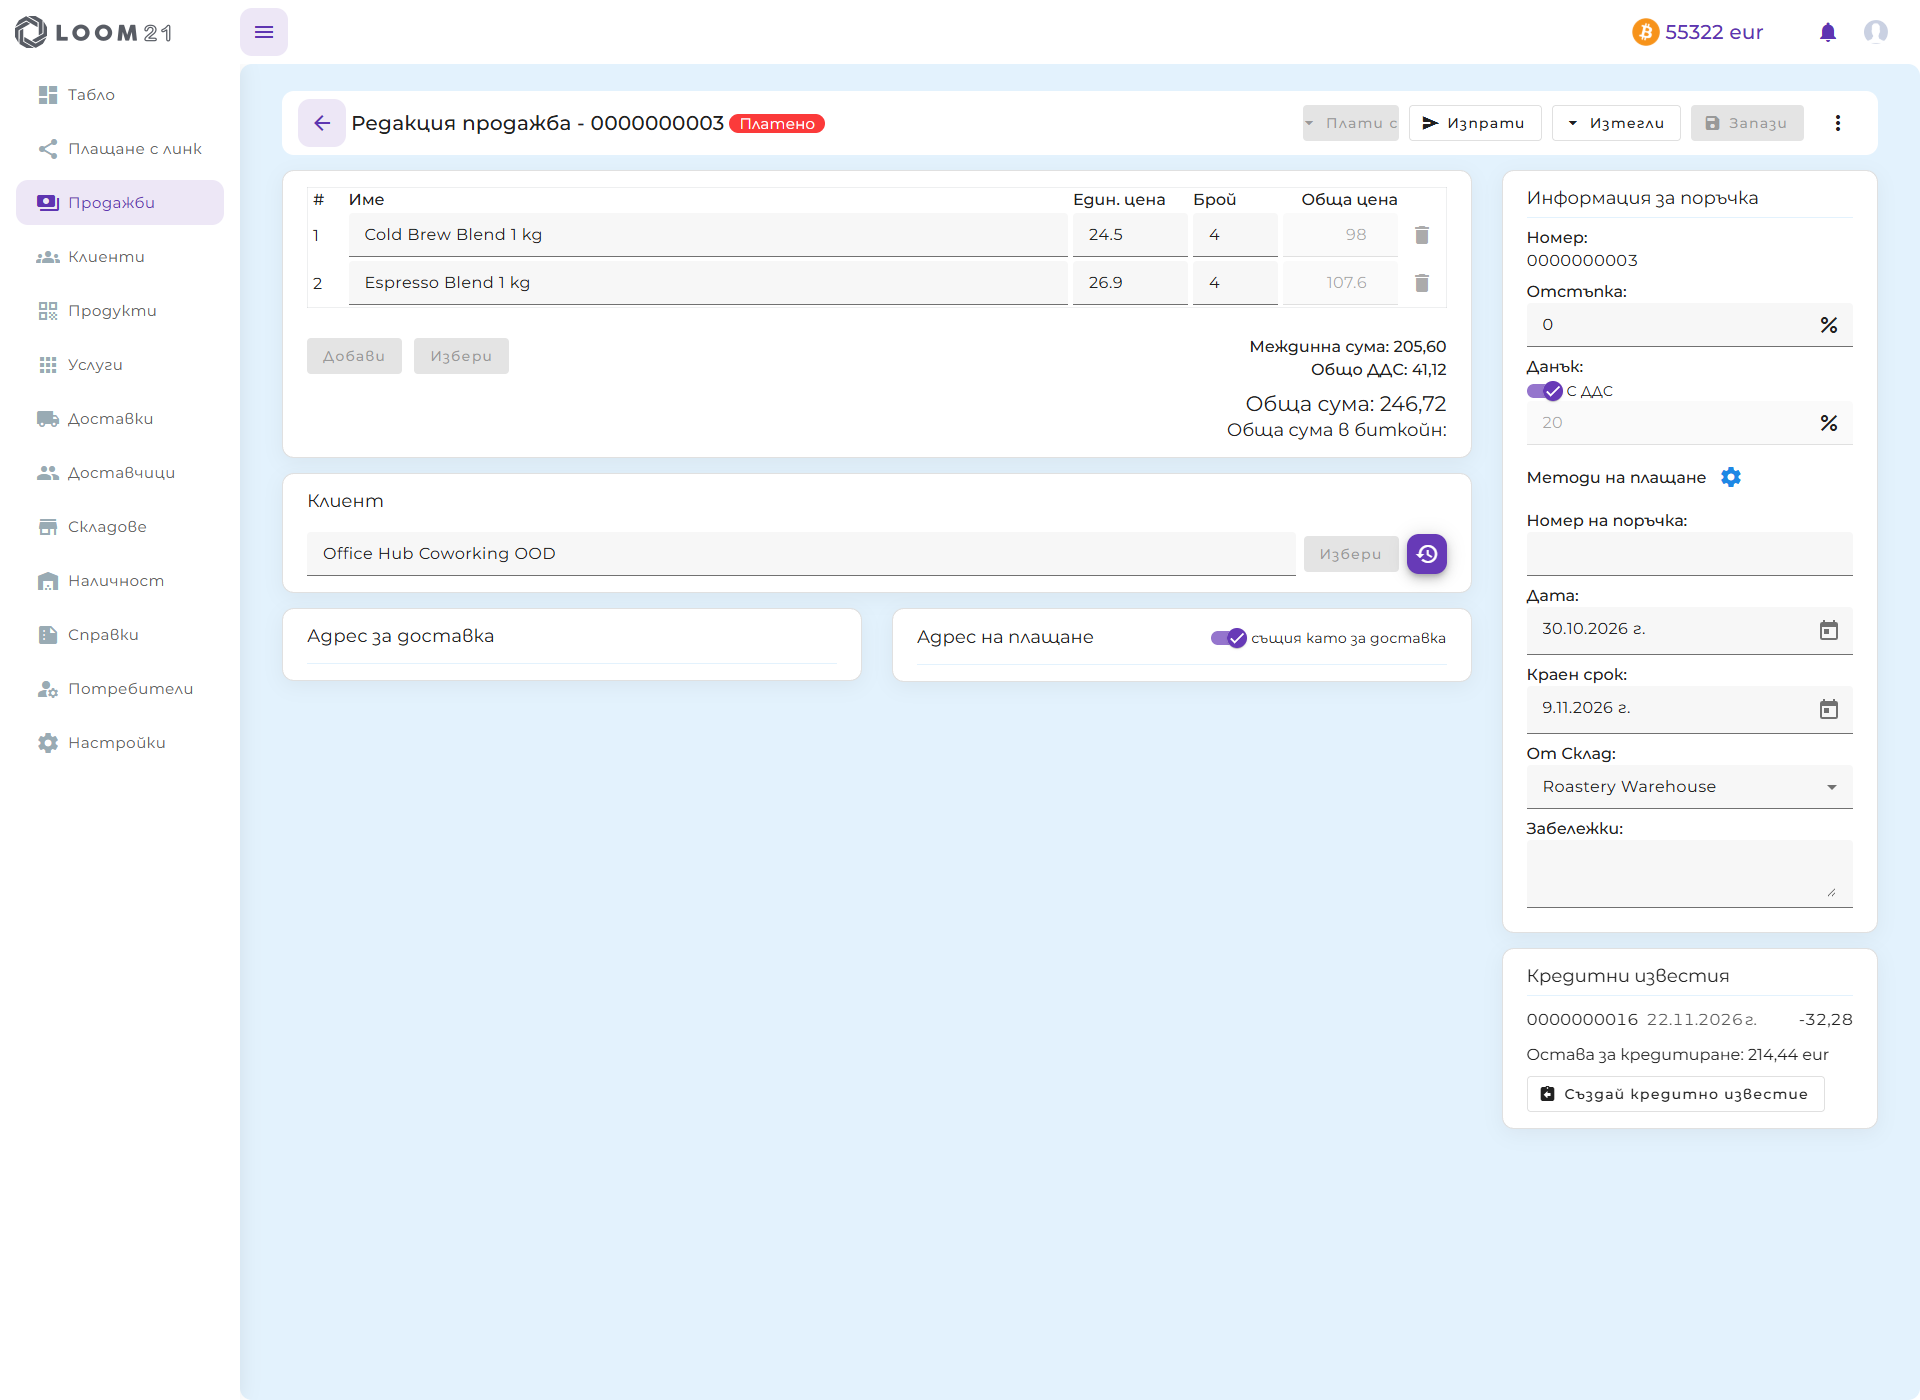 LOOM 21
55322 eur
Табло
Плащане с линк
Продажби
Клиенти
Продукти
Услуги
Доставки
Доставчици
Складове
Наличност
Справки
Потребители
Настройки
Редакция продажба - 0000000003 Платено
Плати с
Изпрати
Изтегли
Запази
# Име Един. цена Брой Обща цена
1 Cold Brew Blend 1 kg 24.5 4 98
2 Espresso Blend 1 kg 26.9 4 107.6
Добави Избери
Междинна сума: 205,60
Общо ДДС: 41,12
Обща сума: 246,72
Обща сума в биткойн:
Клиент
Office Hub Coworking OOD
Избери
Адрес за доставка
Адрес на плащане
същия като за доставка
Информация за поръчка
Номер:
0000000003
Отстъпка:
0 %
Данък:
С ДДС
20 %
Методи на плащане
Номер на поръчка:
Дата:
30.10.2026 г.
Краен срок:
9.11.2026 г.
От Склад:
Roastery Warehouse
Забележки:
Кредитни известия
0000000016 22.11.2026г. -32,28
Остава за кредитиране: 214,44 eur
Създай кредитно известие